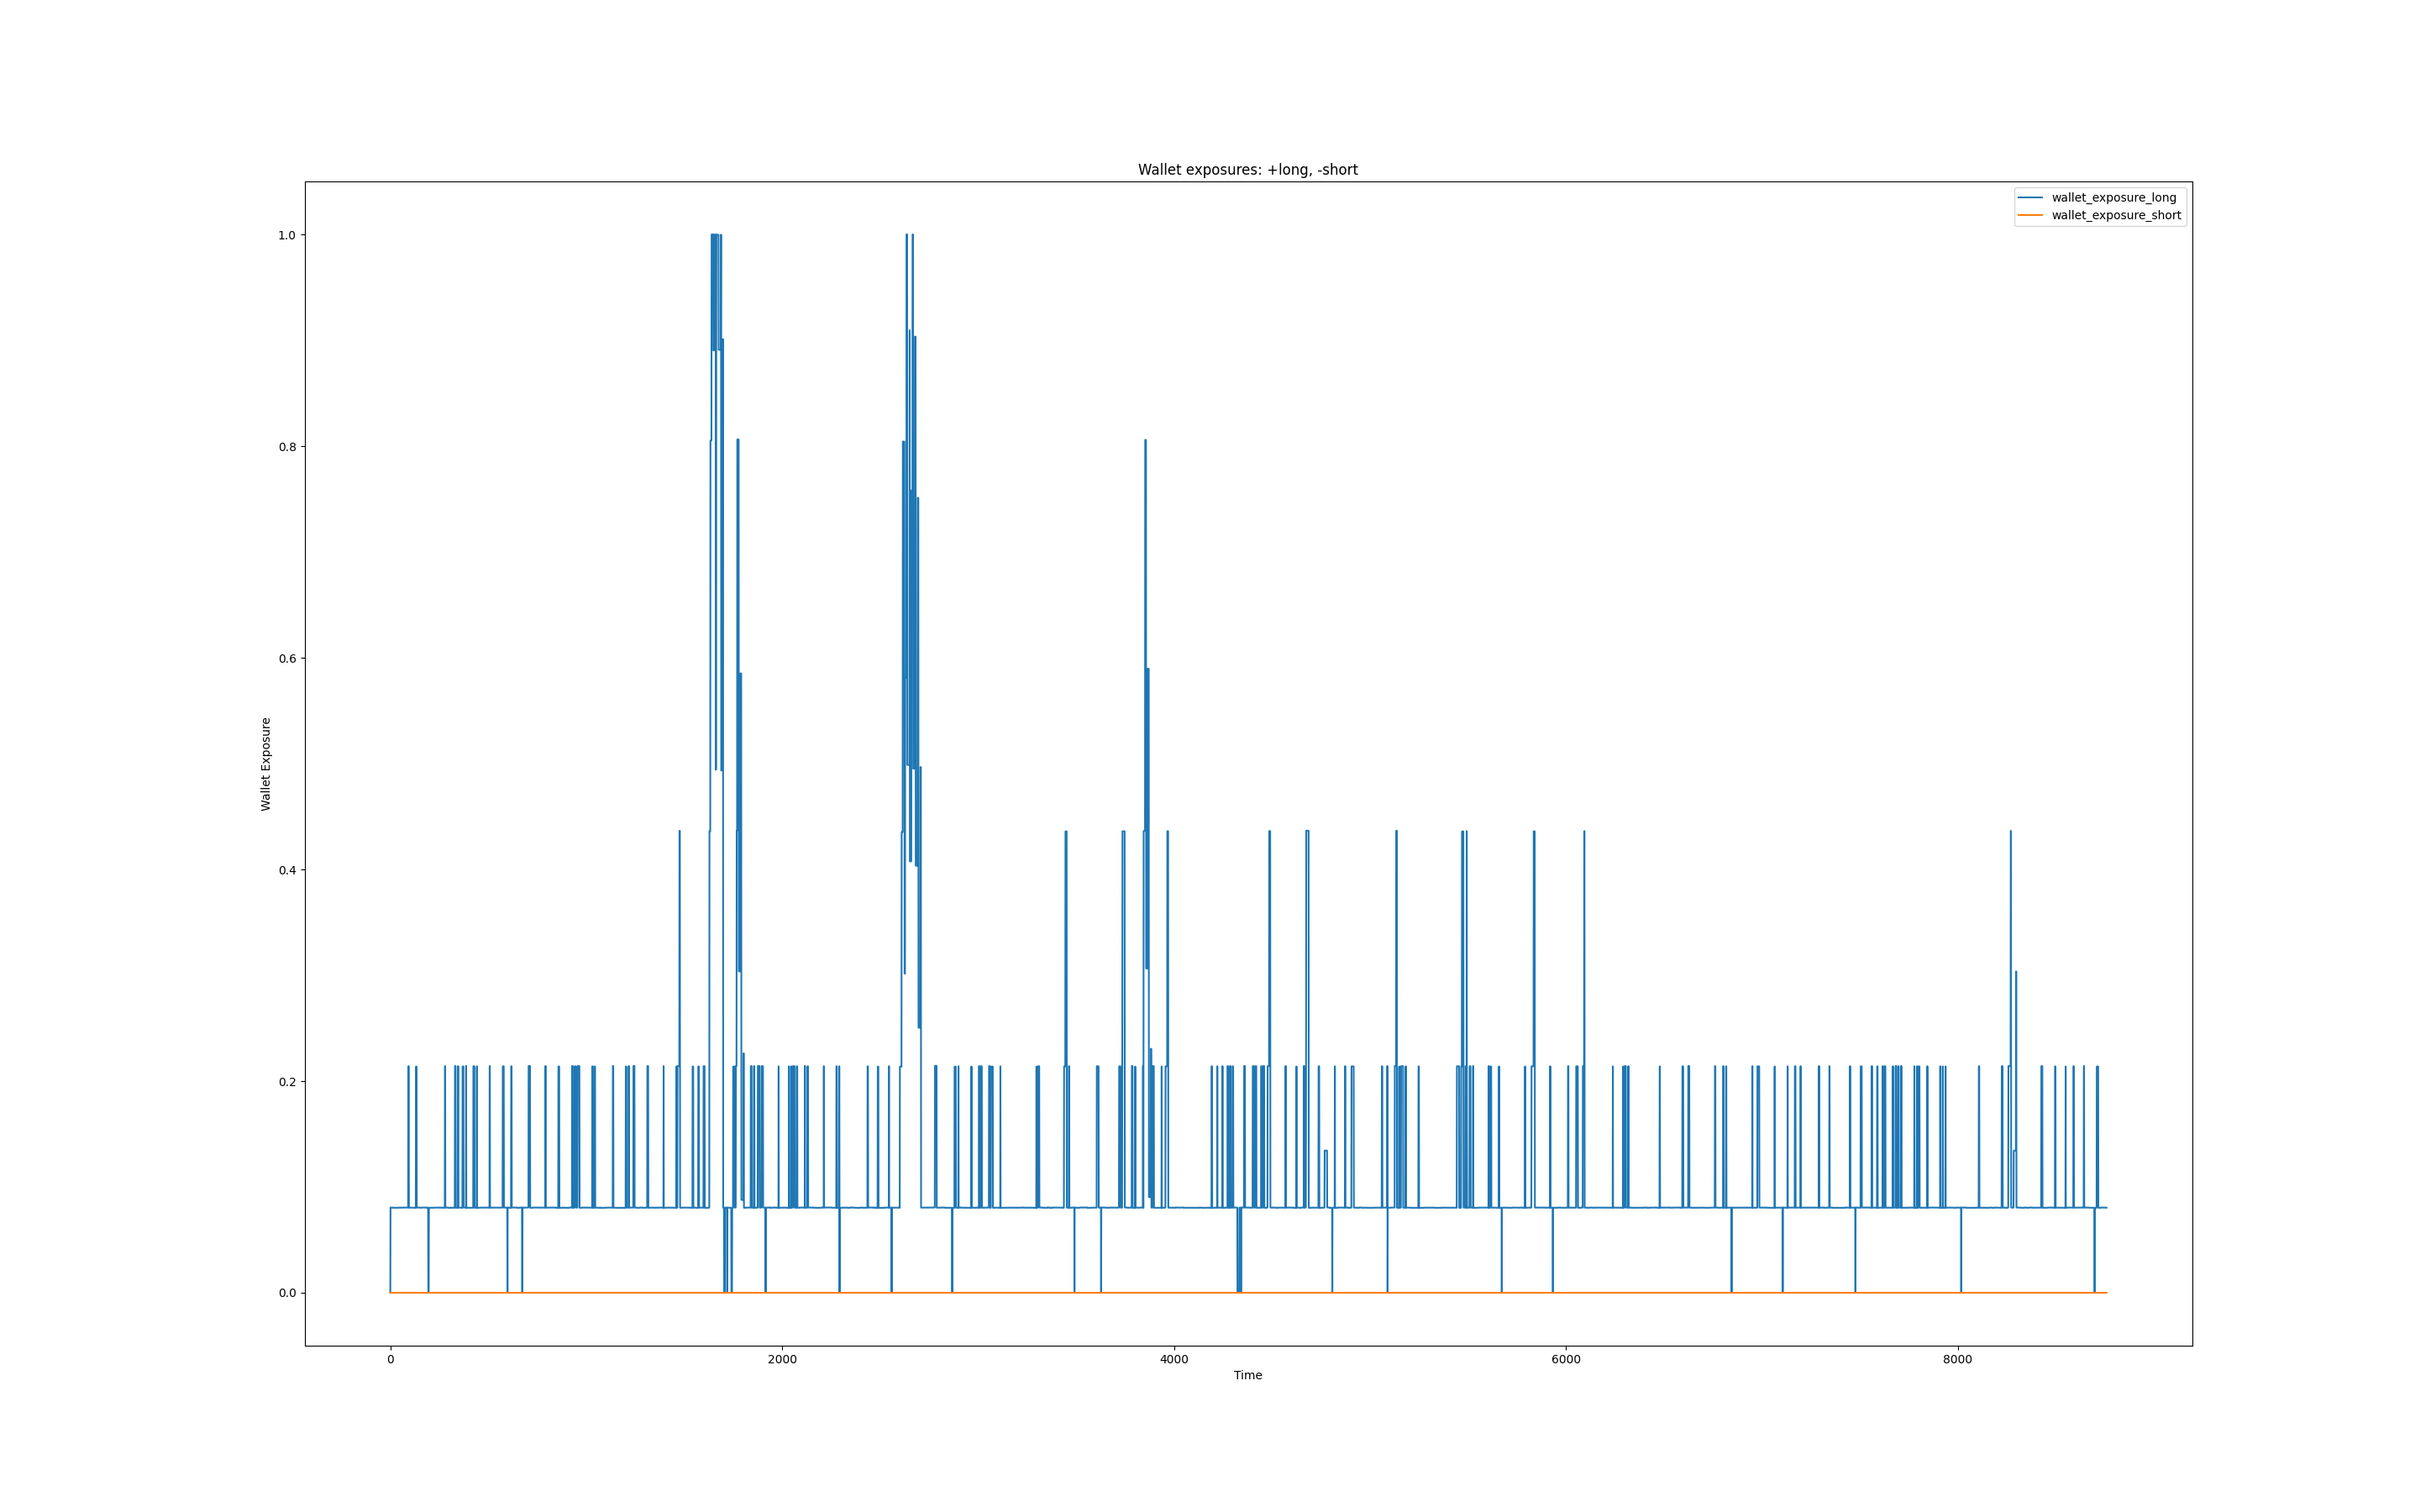 Wallet exposures: +long, -short
wallet_exposure_long
wallet_exposure_short
1.0
0.8
0.6
0.4
0.2
0.0
Wallet Exposure
0 2000 4000 6000 8000
Time